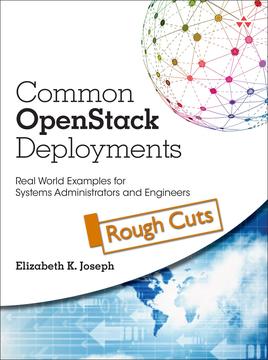 Common
OpenStack
Deployments
Real World Examples for
Systems Administrators and Engineers
Rough Cuts
Elizabeth K. Joseph